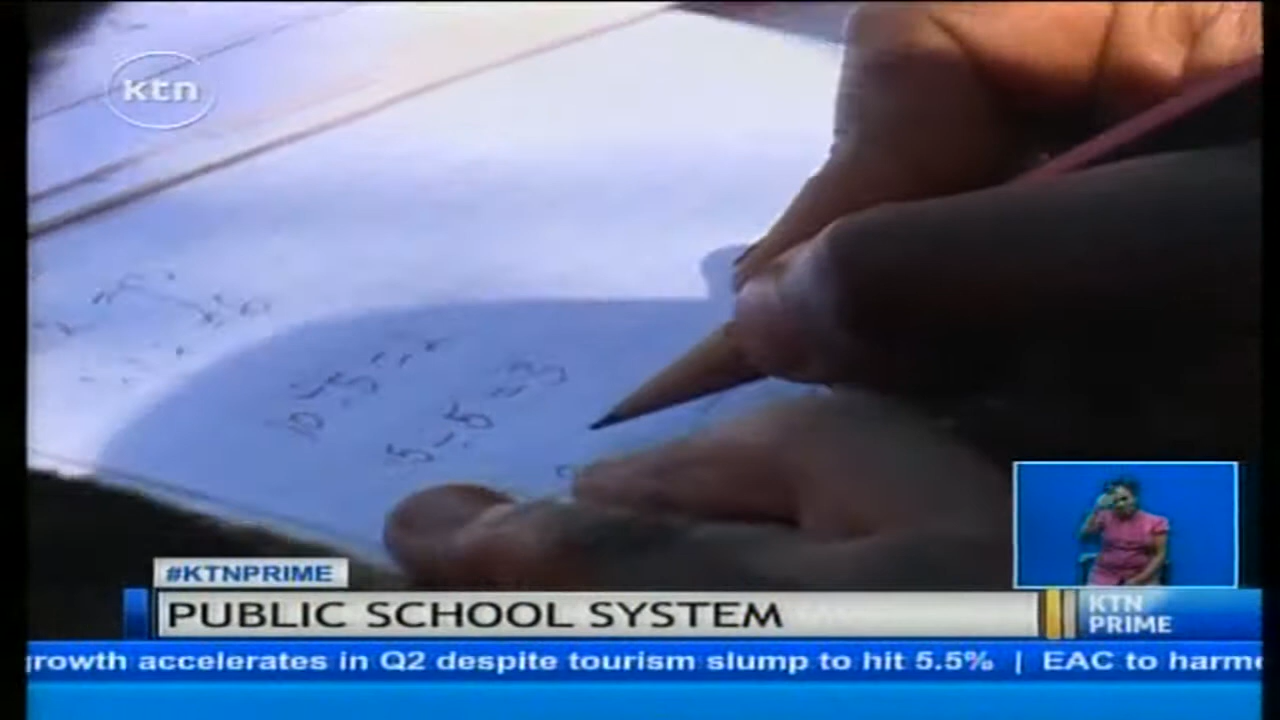 ktn
#KTNPRIME
PUBLIC SCHOOL SYSTEM
KTN
PRIME
growth accelerates in Q2 despite tourism slump to hit 5.5% | EAC to harm